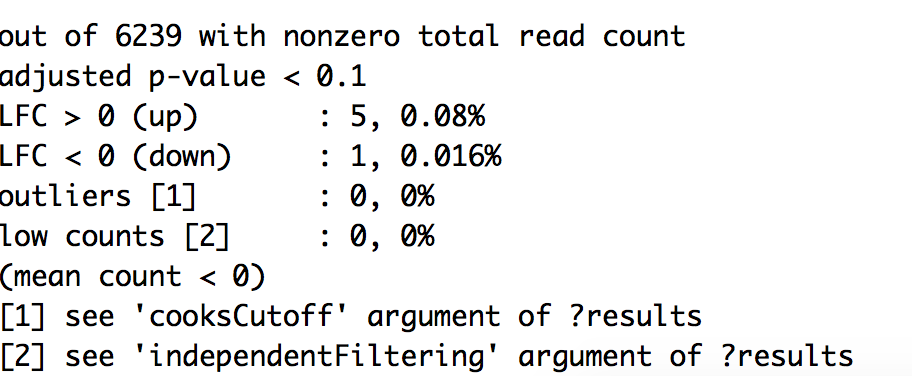 out of 6239 with nonzero total read count
adjusted p-value < 0.1
LFC > 0 (up)       : 5, 0.08%
LFC < 0 (down)     : 1, 0.016%
outliers [1]       : 0, 0%
low counts [2]     : 0, 0%
(mean count < 0)
[1] see 'cooksCutoff' argument of ?results
[2] see 'independentFiltering' argument of ?results